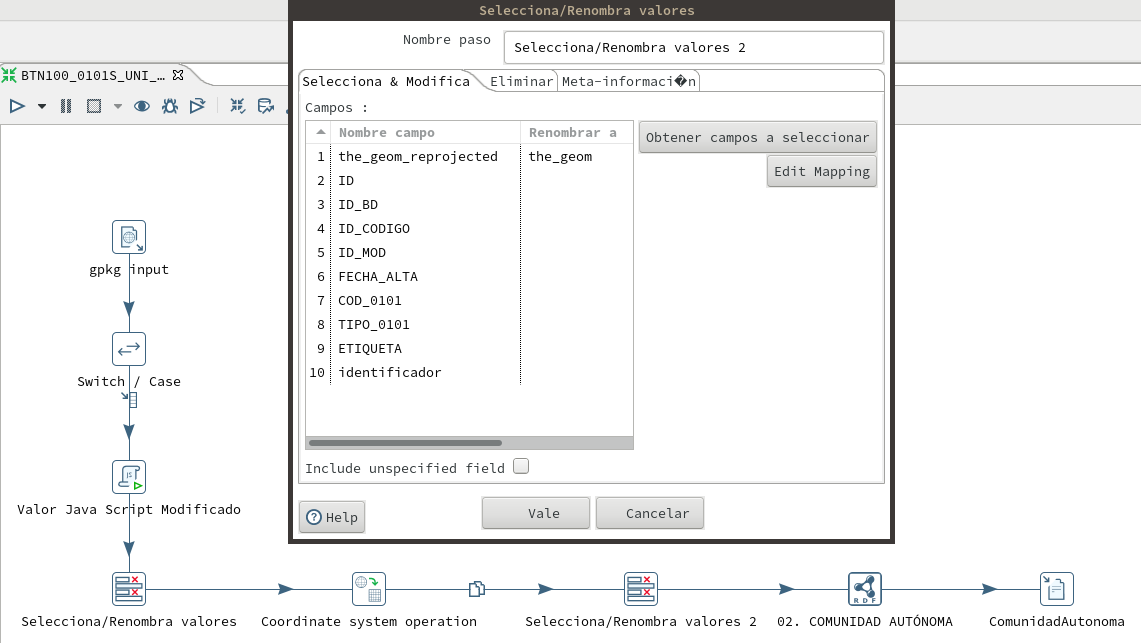 Selecciona/Renombra valores
Nombre paso
Selecciona/Renombra valores 2
BTN100_0101S_UNI_...
Selecciona & Modifica
Eliminar
Meta-informaci�n
Campos :
Nombre campo
Renombrar a
1 the_geom_reprojected the_geom
2 ID
3 ID_BD
4 ID_CODIGO
5 ID_MOD
6 FECHA_ALTA
7 COD_0101
8 TIPO_0101
9 ETIQUETA
10 identificador
Obtener campos a seleccionar
Edit Mapping
Include unspecified field
Help
Vale
Cancelar
gpkg input
Switch / Case
JS
Valor Java Script Modificado
RDF
Selecciona/Renombra valores
Coordinate system operation
Selecciona/Renombra valores 2
02. COMUNIDAD AUTÓNOMA
ComunidadAutonoma